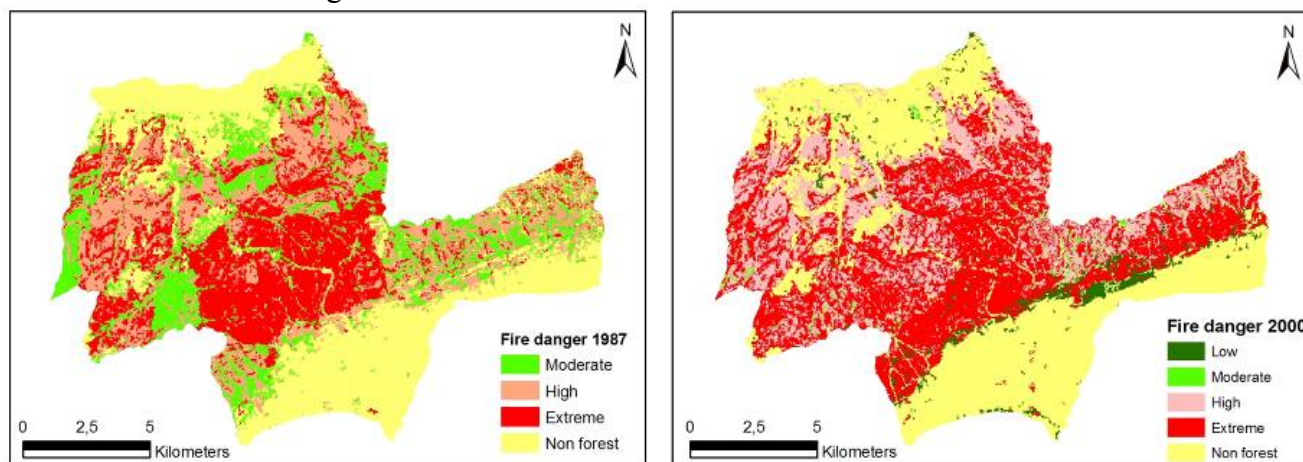 N
Fire danger 1987
Moderate
High
Extreme
Non forest
0 2,5 5
Kilometers
N
Fire danger 2000
Low
Moderate
High
Extreme
Non forest
0 2,5 5
Kilometers